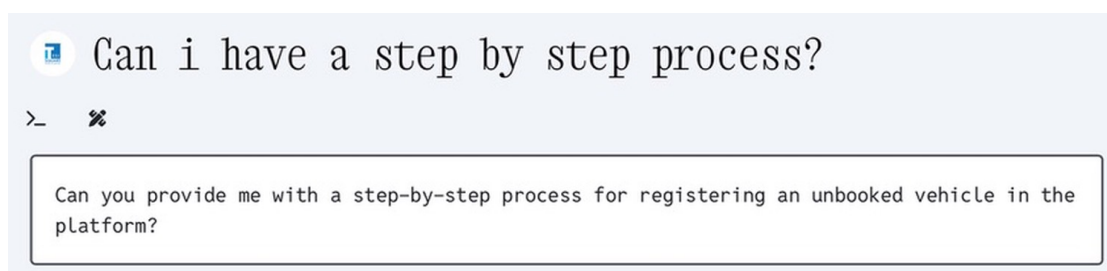 Can i have a step by step process?
>_
Can you provide me with a step-by-step process for registering an unbooked vehicle in the
platform?